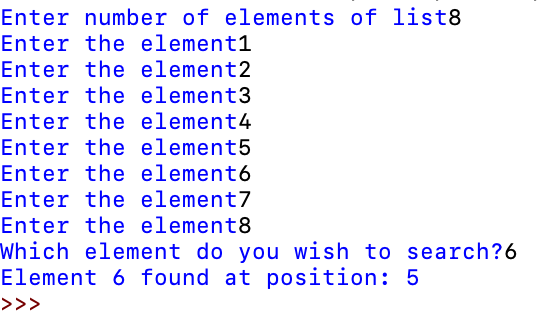 Enter number of elements of list8
Enter the element1
Enter the element2
Enter the element3
Enter the element4
Enter the element5
Enter the element6
Enter the element7
Enter the element8
Which element do you wish to search?6
Element 6 found at position: 5
>>>